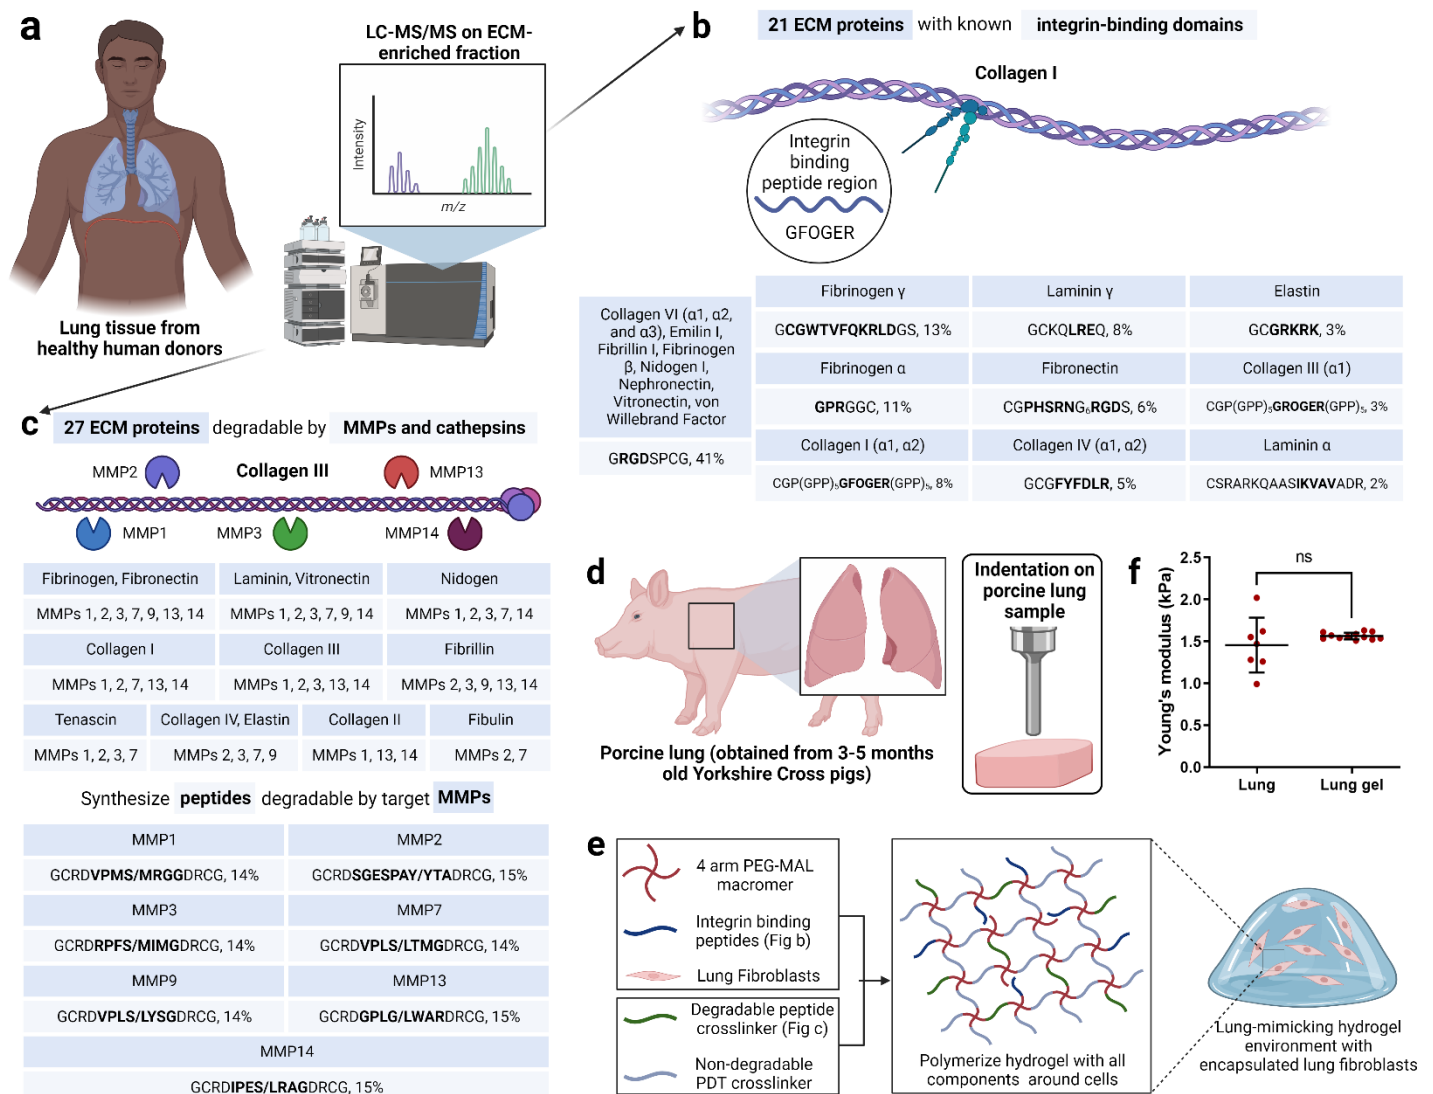 a
LC-MS/MS on ECM-
enriched fraction
Intensity
m/z
Lung tissue from
healthy human donors
b
21 ECM proteins with known integrin-binding domains
Collagen I
Integrin
binding
peptide region
GFOGER
Collagen VI (α1, α2,
and α3), Emilin I,
Fibrillin I, Fibrinogen
β, Nidogen I,
Nephronectin,
Vitronectin, von
Willebrand Factor
GRGDSPCG, 41%
Fibrinogen γ
Laminin γ
Elastin
GCGWTVFQKRLDGS, 13%
GCKQLREQ, 8%
GCGRKRK, 3%
Fibrinogen α
Fibronectin
Collagen III (α1)
GPRGGC, 11%
CGPHSRNG₆RGDS, 6%
CGP(GPP)₅GROGER(GPP)₅, 3%
Collagen I (α1, α2)
Collagen IV (α1, α2)
Laminin α
CGP(GPP)₅GFOGER(GPP)₅, 8%
GCGFYFDLR, 5%
CSRARKQAASIKVAVADR, 2%
c
27 ECM proteins degradable by MMPs and cathepsins
MMP2
Collagen III
MMP13
MMP1
MMP3
MMP14
Fibrinogen, Fibronectin
Laminin, Vitronectin
Nidogen
MMPs 1, 2, 3, 7, 9, 13, 14
MMPs 1, 2, 3, 7, 9, 14
MMPs 1, 2, 3, 7, 14
Collagen I
Collagen III
Fibrillin
MMPs 1, 2, 7, 13, 14
MMPs 1, 2, 3, 13, 14
MMPs 2, 3, 9, 13, 14
Tenascin
Collagen IV, Elastin
Collagen II
Fibulin
MMPs 1, 2, 3, 7
MMPs 2, 3, 7, 9
MMPs 1, 13, 14
MMPs 2, 7
Synthesize peptides degradable by target MMPs
MMP1
MMP2
GCRDVPMS/MRGGDRCG, 14%
GCRDSGESPAY/YTADRCG, 15%
MMP3
MMP7
GCRDRPFS/MIMGDRCG, 14%
GCRDVPLS/LTMGDRCG, 14%
MMP9
MMP13
GCRDVPLS/LYSGDRCG, 14%
GCRDGPLG/LWARDRCG, 15%
MMP14
GCRDIPES/LRAGDRCG, 15%
d
Porcine lung (obtained from 3-5 months
old Yorkshire Cross pigs)
Indentation on
porcine lung
sample
f
Young's modulus (kPa)
2.5
2.0
1.5
1.0
0.5
0.0
ns
Lung
Lung gel
e
4 arm PEG-MAL
macromer
Integrin binding
peptides (Fig b)
Lung Fibroblasts
Degradable peptide
crosslinker (Fig c)
Non-degradable
PDT crosslinker
Polymerize hydrogel with all
components around cells
Lung-mimicking hydrogel
environment with
encapsulated lung fibroblasts